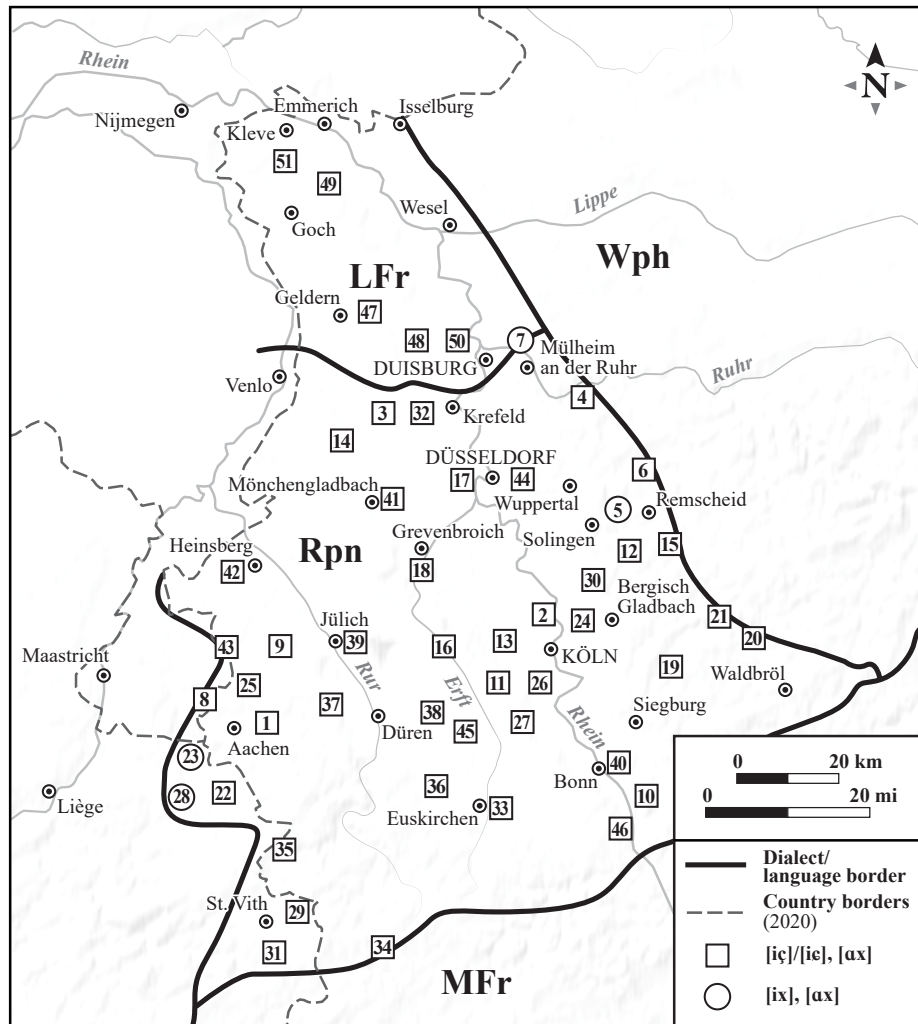 Rhein
Nijmegen
Emmerich
Isselburg
Kleve
N
51
49
Goch
Wesel
Lippe
Wph
LFr
Geldern
47
48
50
7
DUISBURG
Mülheim
an der Ruhr
Ruhr
Venlo
4
3
32
Krefeld
14
DÜSSELDORF
6
17
44
Mönchengladbach
41
Wuppertal
5
Remscheid
Solingen
Grevenbroich
12
15
Rpn
Heinsberg
42
18
30
Bergisch
Gladbach
2
24
21
20
Jülich
43
9
39
16
13
KÖLN
19
Maastricht
Waldbröl
25
Rur
Erft
11
26
8
37
38
27
Siegburg
1
Aachen
Düren
45
Rhein
23
40
Bonn
28
22
36
10
Liège
Euskirchen
33
46
35
St. Vith
29
31
34
MFr
0 20 km
0 20 mi
Dialect/
language border
Country borders
(2020)
[iç]/[iɕ], [ɑx]
[ix], [ɑx]